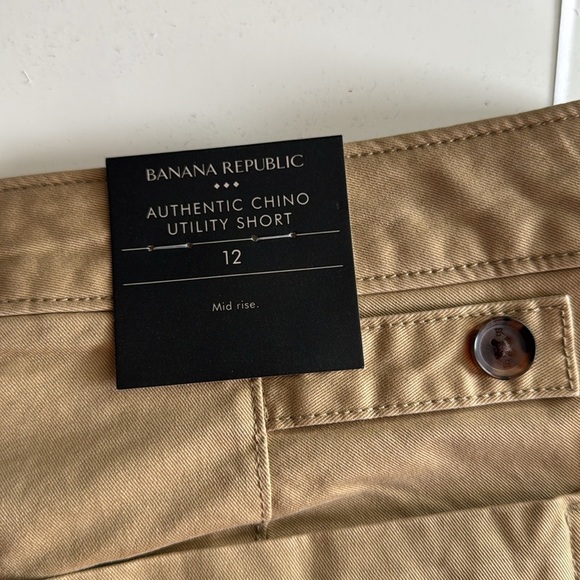 BANANA REPUBLIC
AUTHENTIC CHINO
UTILITY SHORT
12
Mid rise.